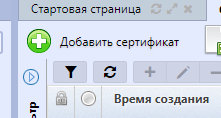 Стартовая страница
Добавить сертификат
Время создания